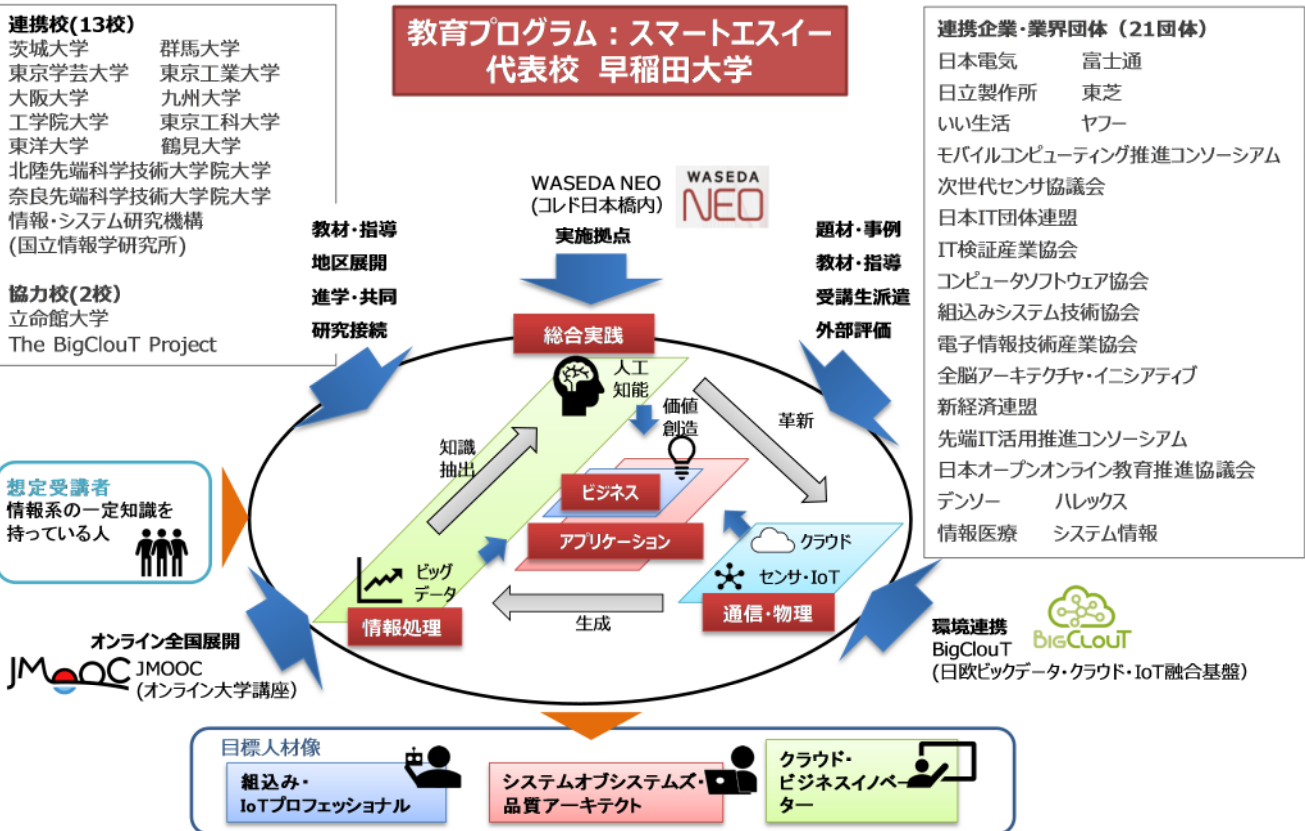 教育プログラム：スマートエスイー
代表校 早稲田大学
連携校(13校)
茨城大学 群馬大学
東京学芸大学 東京工業大学
大阪大学 九州大学
工学院大学 東京工科大学
東洋大学 鶴見大学
北陸先端科学技術大学院大学
奈良先端科学技術大学院大学
情報・システム研究機構
(国立情報学研究所)
協力校(2校)
立命館大学
The BigClouT Project
教材・指導
地区展開
進学・共同
研究接続
WASEDA NEO
(コレド日本橋内)
実施拠点
WASEDA
NEO
題材・事例
教材・指導
受講生派遣
外部評価
連携企業・業界団体（21団体）
日本電気 富士通
日立製作所 東芝
いい生活 ヤフー
モバイルコンピューティング推進コンソーシアム
次世代センサ協議会
日本IT団体連盟
IT検証産業協会
コンピュータソフトウェア協会
組込みシステム技術協会
電子情報技術産業協会
全脳アーキテクチャ・イニシアティブ
新経済連盟
先端IT活用推進コンソーシアム
日本オープンオンライン教育推進協議会
デンソー ハレックス
情報医療 システム情報
総合実践
人工
知能
価値
創造
革新
知識
抽出
ビジネス
アプリケーション
クラウド
センサ・IoT
通信・物理
ビッグ
データ
情報処理
生成
想定受講者
情報系の一定知識を
持っている人
オンライン全国展開
JMOOC
JMOOC
(オンライン大学講座)
環境連携
BigClouT
(日欧ビックデータ・クラウド・IoT融合基盤)
BIGCLOUT
目標人材像
組込み・
IoTプロフェッショナル
システムオブシステムズ・
品質アーキテクト
クラウド・
ビジネスイノベー
ター